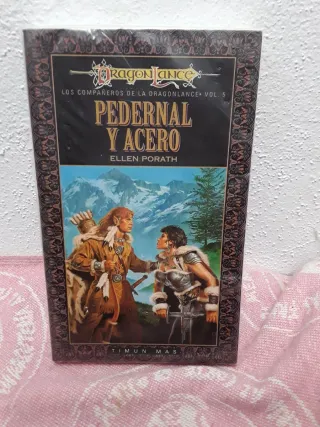 DRAGONLANCE
LOS COMPAÑEROS DE LA DRAGONLANCE • VOL. 5
PEDERNAL
Y ACERO
ELLEN PORATH
TIMUN MAS